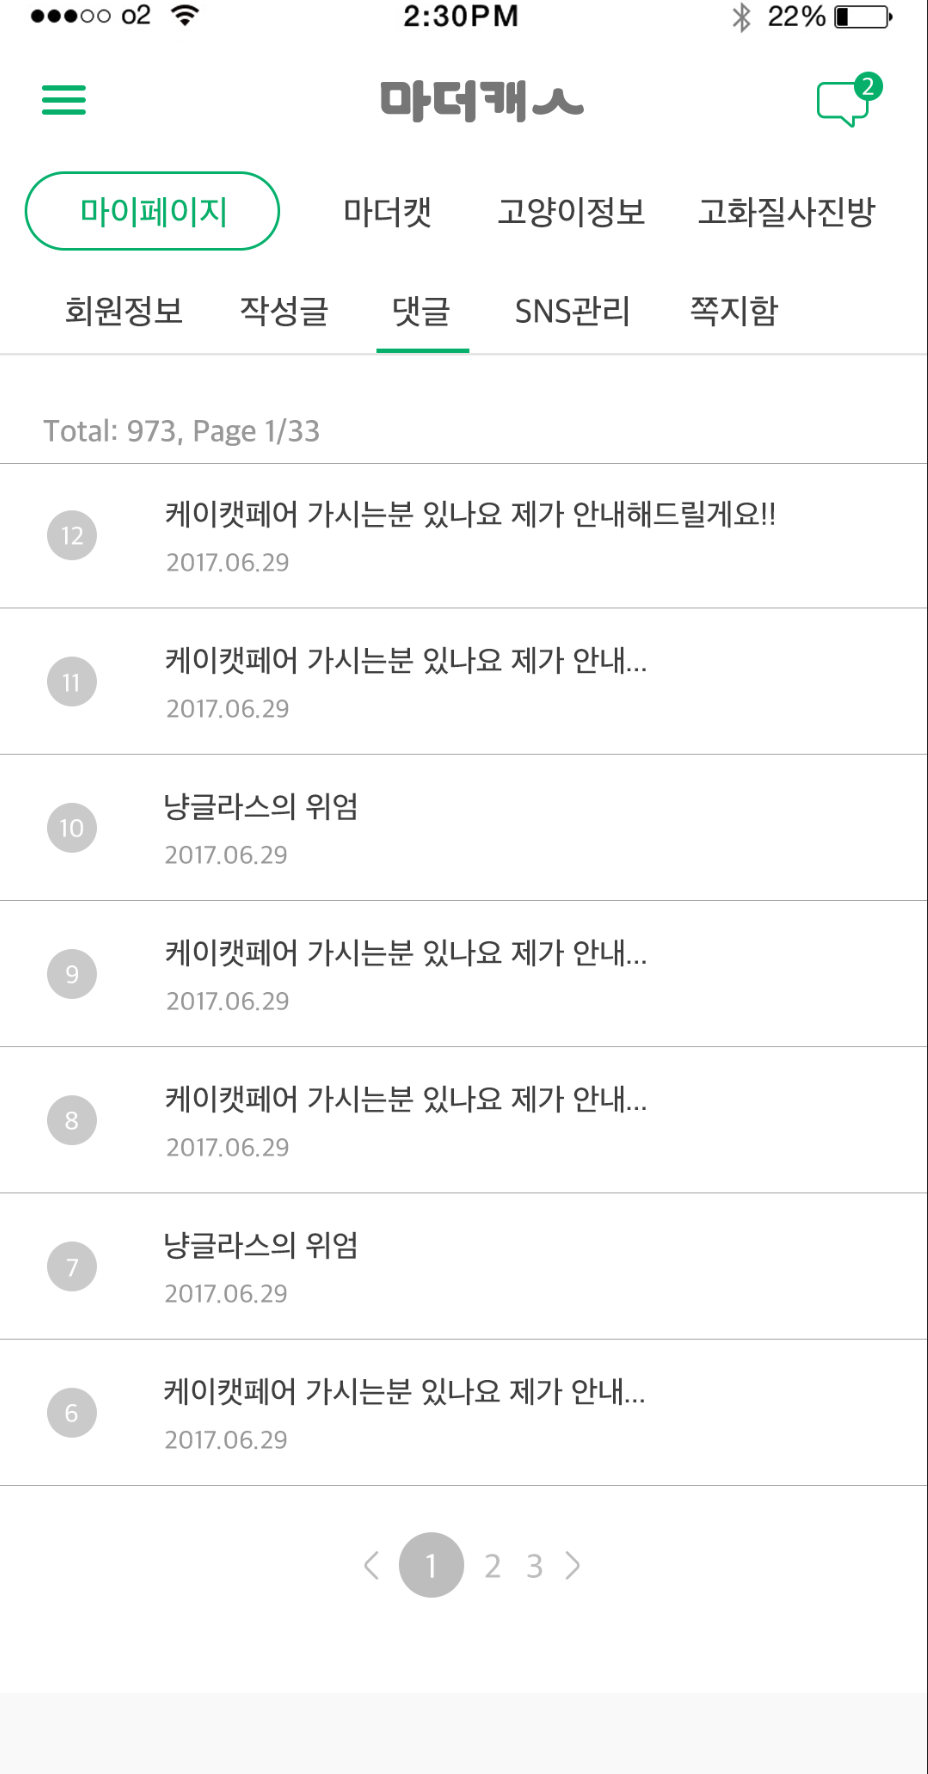 o2 2:30PM 22%
마더캐스 2
마이페이지 마더캣 고양이정보 고화질사진방
회원정보 작성글 댓글 SNS관리 쪽지함
Total: 973, Page 1/33
12 케이캣페어 가시는분 있나요 제가 안내해드릴게요!!
2017.06.29
11 케이캣페어 가시는분 있나요 제가 안내...
2017.06.29
10 냥글라스의 위엄
2017.06.29
9 케이캣페어 가시는분 있나요 제가 안내...
2017.06.29
8 케이캣페어 가시는분 있나요 제가 안내...
2017.06.29
7 냥글라스의 위엄
2017.06.29
6 케이캣페어 가시는분 있나요 제가 안내...
2017.06.29
< 1 2 3 >